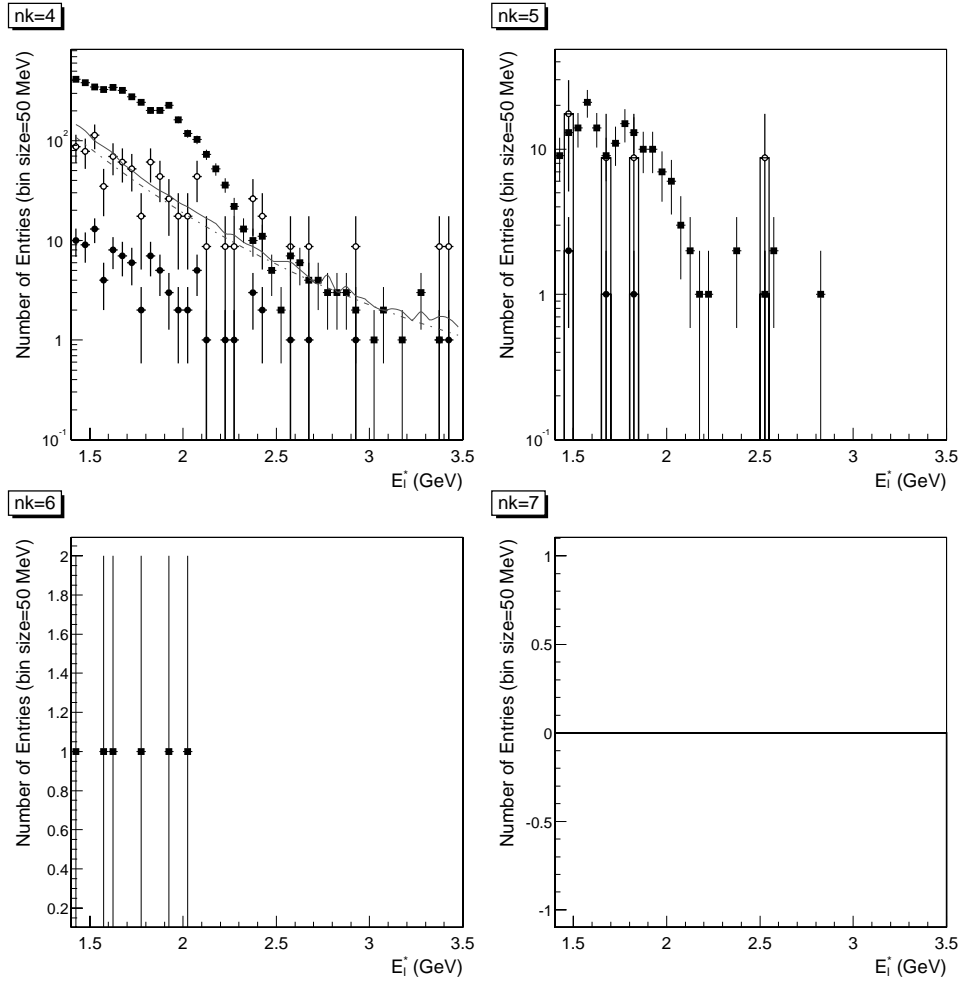 nk=4
Number of Entries (bin size=50 MeV)
10²
10
1
10⁻¹
1.5 2 2.5 3 3.5
E*l (GeV)
nk=5
Number of Entries (bin size=50 MeV)
10
1
10⁻¹
1.5 2 2.5 3 3.5
E*l (GeV)
nk=6
Number of Entries (bin size=50 MeV)
2
1.8
1.6
1.4
1.2
1
0.8
0.6
0.4
0.2
1.5 2 2.5 3 3.5
E*l (GeV)
nk=7
Number of Entries (bin size=50 MeV)
1
0.5
0
-0.5
-1
1.5 2 2.5 3 3.5
E*l (GeV)